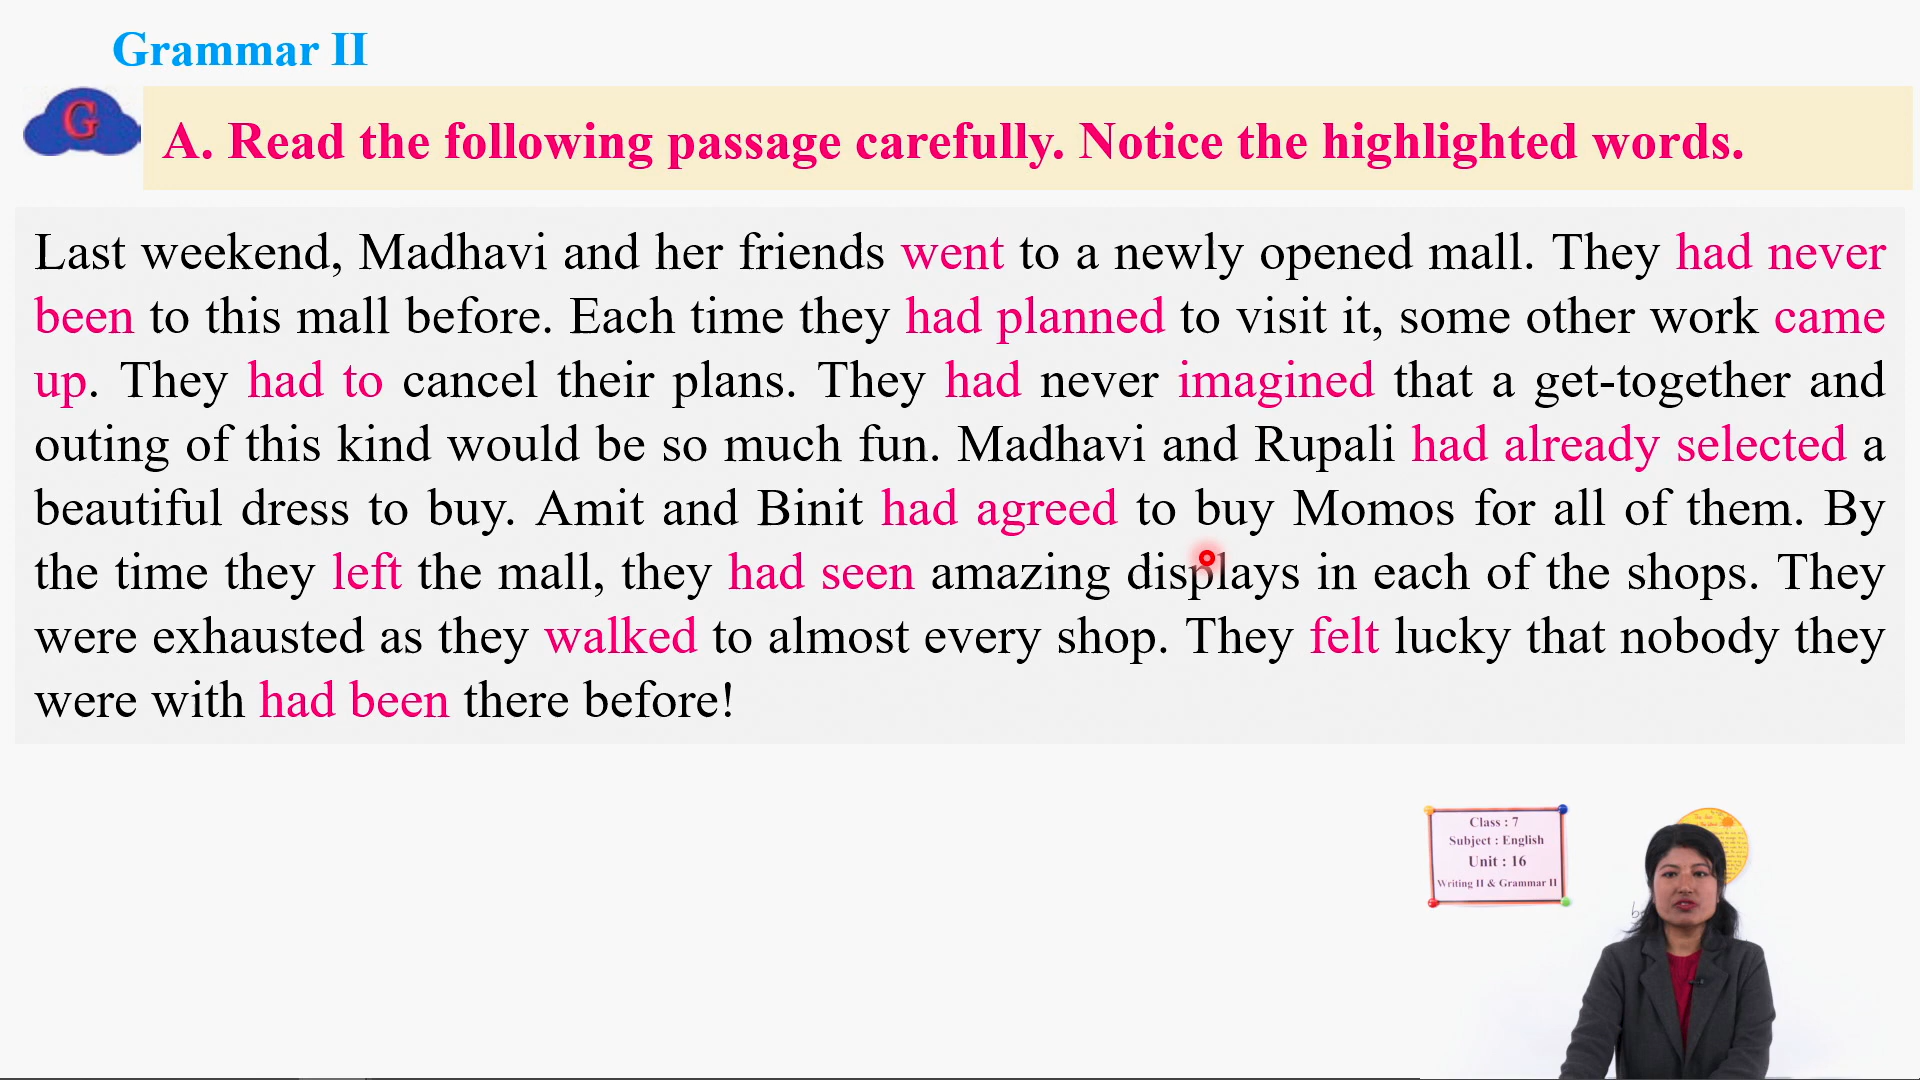 Grammar II
G
A. Read the following passage carefully. Notice the highlighted words.
Last weekend, Madhavi and her friends went to a newly opened mall. They had never
been to this mall before. Each time they had planned to visit it, some other work came
up. They had to cancel their plans. They had never imagined that a get-together and
outing of this kind would be so much fun. Madhavi and Rupali had already selected a
beautiful dress to buy. Amit and Binit had agreed to buy Momos for all of them. By
the time they left the mall, they had seen amazing displays in each of the shops. They
were exhausted as they walked to almost every shop. They felt lucky that nobody they
were with had been there before!
Class : 7
Subject : English
Unit : 16
Writing II & Grammar II